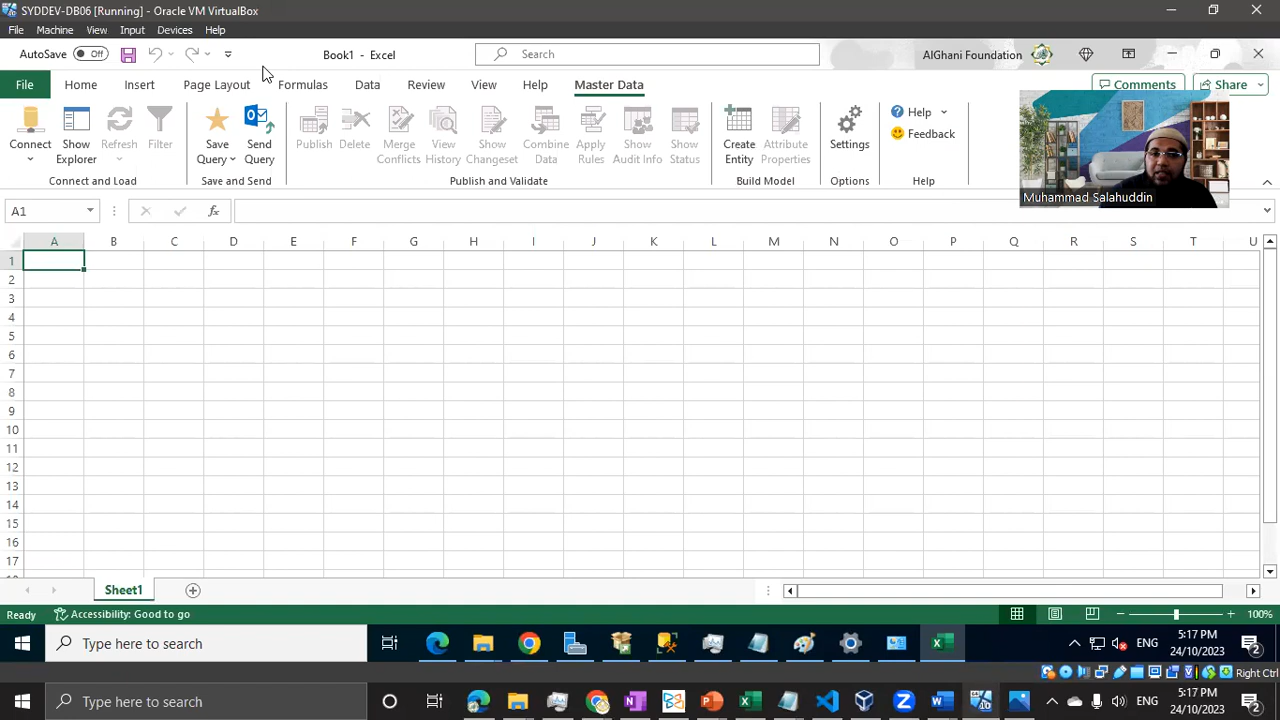 SYDDEV-DB06 [Running] - Oracle VM VirtualBox
File Machine View Input Devices Help
AutoSave Off Book1 - Excel Search AlGhani Foundation
File Home Insert Page Layout Formulas Data Review View Help Master Data Comments Share
Connect Show Explorer Refresh Filter Save Query Send Query Publish Delete Merge Conflicts View History Show Changeset Combine Data Apply Rules Show Audit info Show Status Create Entity Attribute Properties Settings Help
Feedback
Connect and Load Save and Send Publish and Validate Build Model Options Help
Muhammad Salahuddin
A1 fx
A B C D E F G H I J K L M N O P Q R S T U
1
2
3
4
5
6
7
8
9
10
11
12
13
14
15
16
17
Sheet1
Ready Accessibility: Good to go 100%
Type here to search ENG 5:17 PM
24/10/2023 2
Right Ctrl
Type here to search ENG 5:17 PM
24/10/2023 2